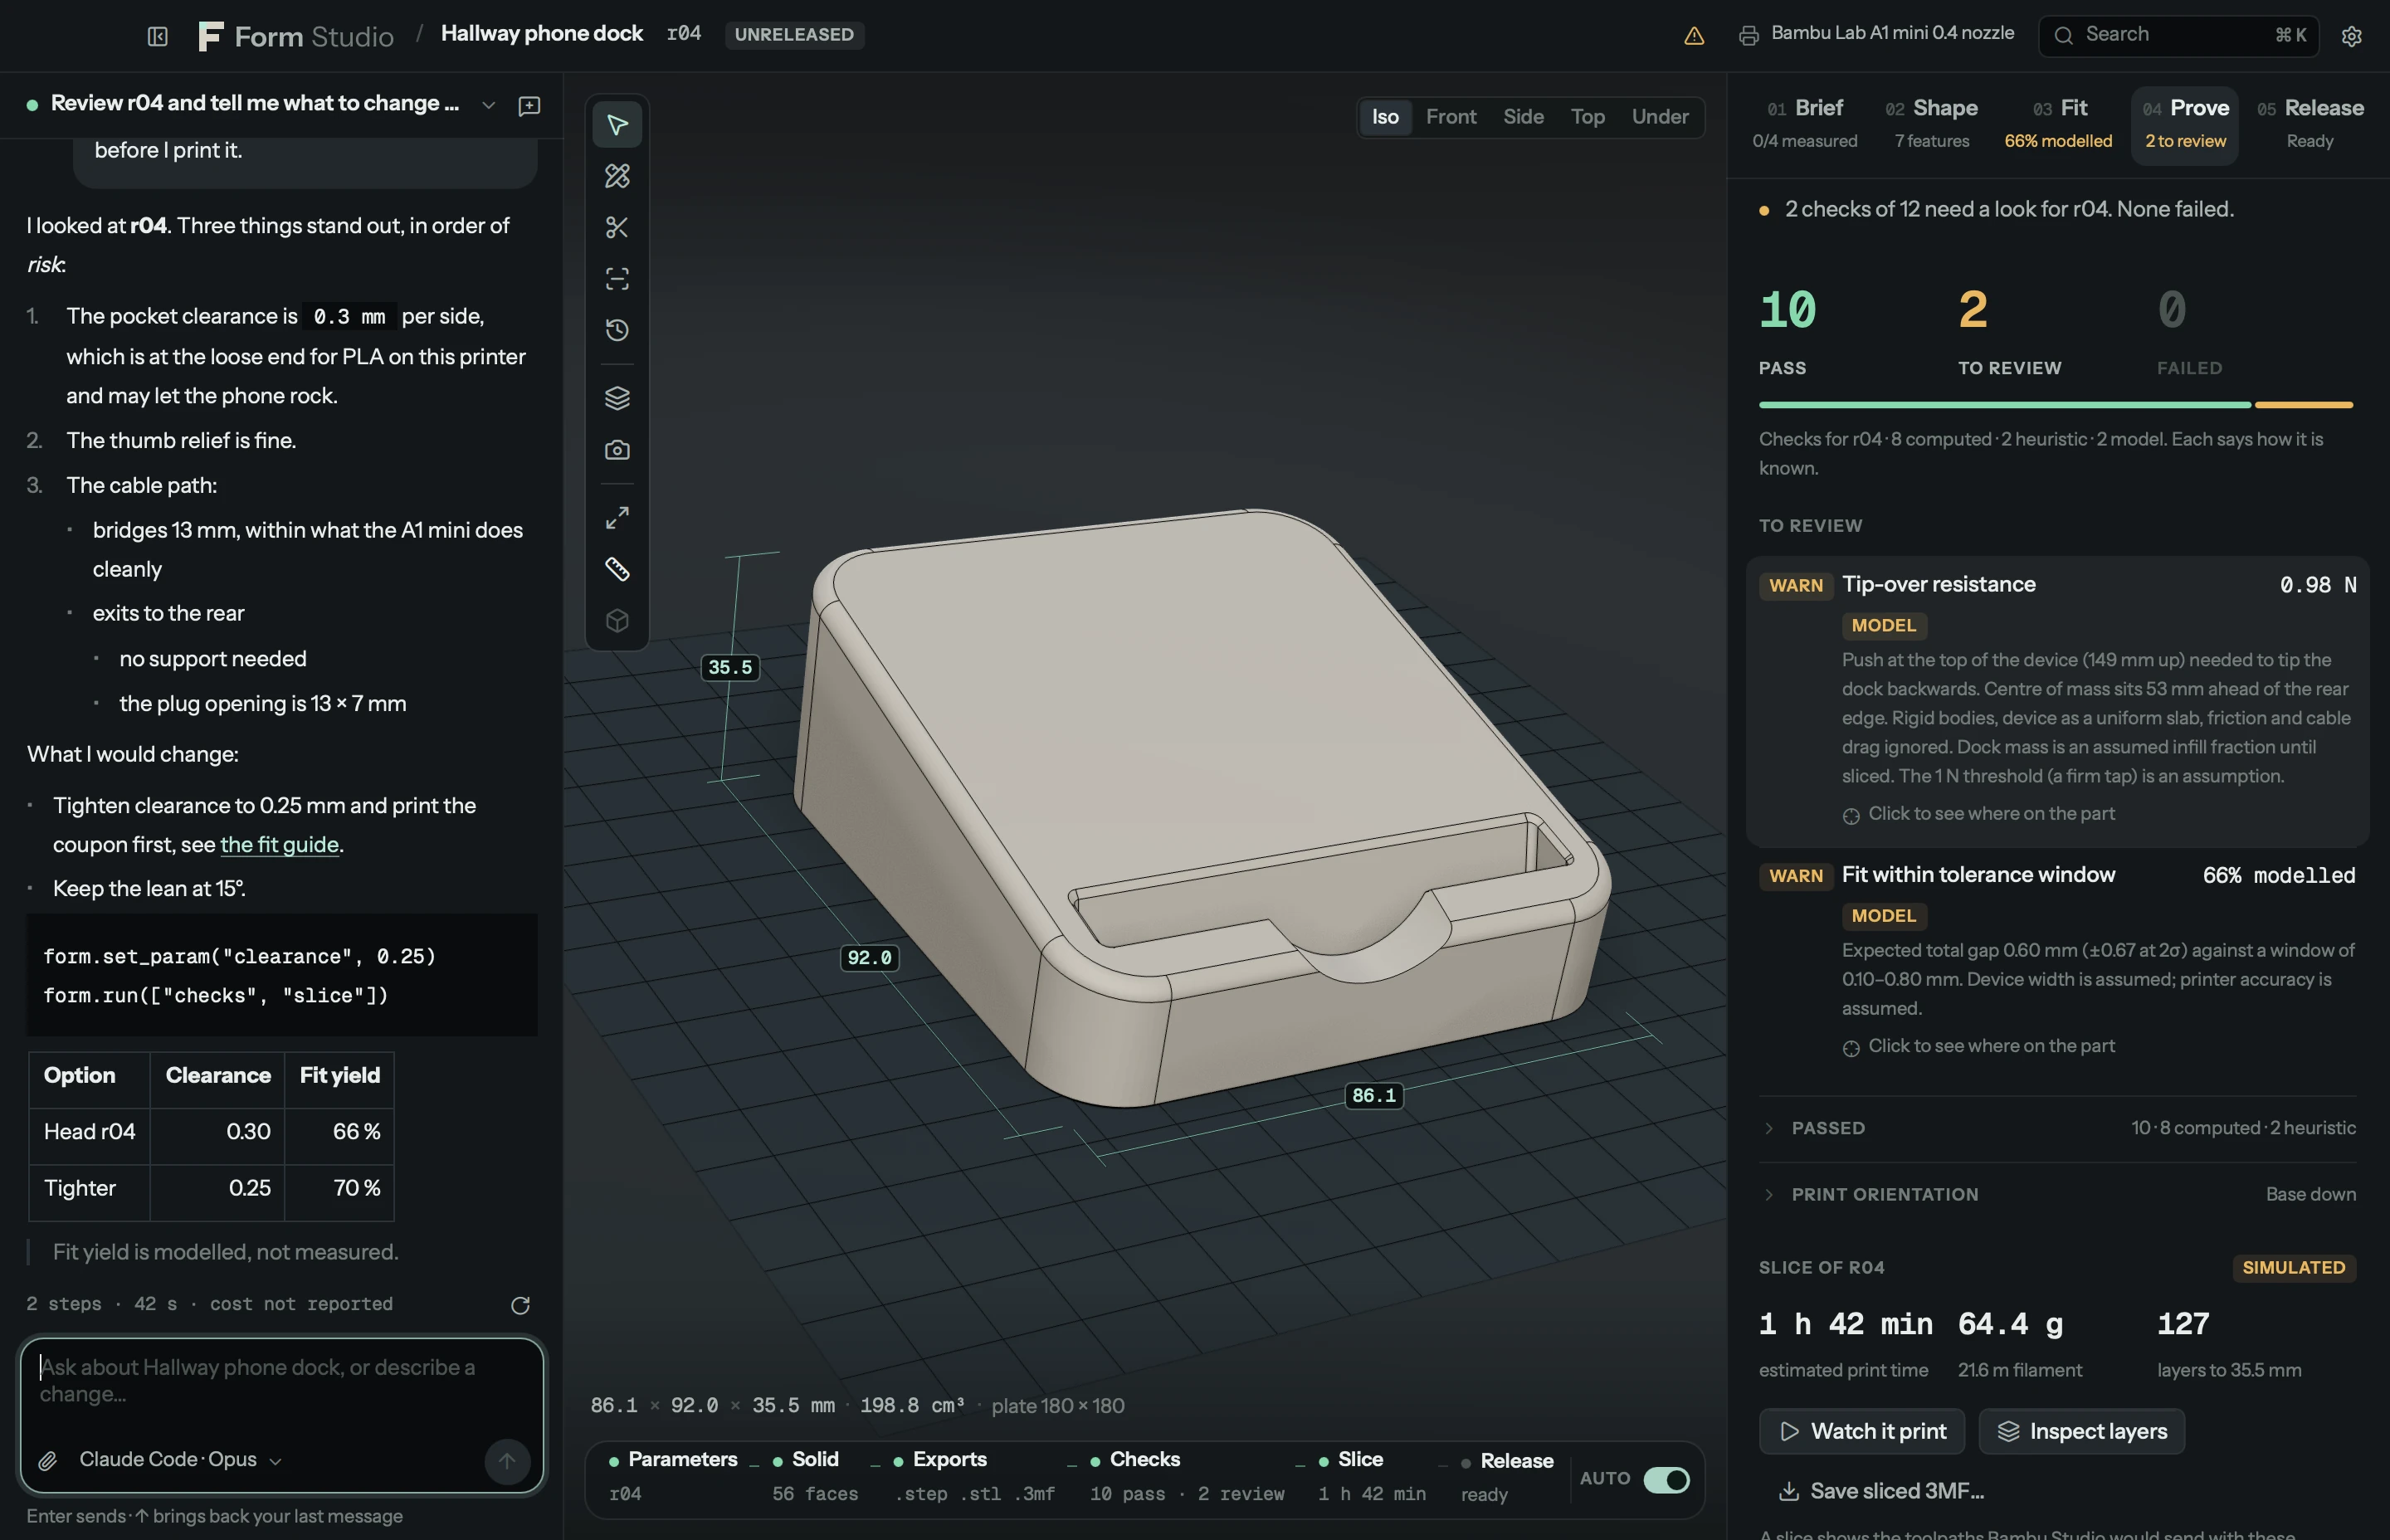 Form Studio / Hallway phone dock r04 UNRELEASED
Bambu Lab A1 mini 0.4 nozzle
Search ⌘ K
Review r04 and tell me what to change ...
before I print it.
I looked at r04. Three things stand out, in order of
risk:
1. The pocket clearance is 0.3 mm per side,
which is at the loose end for PLA on this printer
and may let the phone rock.
2. The thumb relief is fine.
3. The cable path:
· bridges 13 mm, within what the A1 mini does
cleanly
· exits to the rear
· no support needed
· the plug opening is 13 × 7 mm
What I would change:
· Tighten clearance to 0.25 mm and print the
coupon first, see the fit guide.
· Keep the lean at 15°.
form.set_param("clearance", 0.25)
form.run(["checks", "slice"])
Option Clearance Fit yield
Head r04 0.30 66 %
Tighter 0.25 70 %
Fit yield is modelled, not measured.
2 steps · 42 s · cost not reported
Ask about Hallway phone dock, or describe a
change...
Claude Code · Opus
Enter sends · ↑ brings back your last message
Iso Front Side Top Under
35.5
92.0
86.1
86.1 × 92.0 × 35.5 mm · 198.8 cm³ · plate 180 × 180
Parameters
r04
Solid
56 faces
Exports
.step .stl .3mf
Checks
10 pass · 2 review
Slice
1 h 42 min
Release
ready
AUTO
01 Brief
0/4 measured
02 Shape
7 features
03 Fit
66% modelled
04 Prove
2 to review
05 Release
Ready
2 checks of 12 need a look for r04. None failed.
10 2 0
PASS TO REVIEW FAILED
Checks for r04 · 8 computed · 2 heuristic · 2 model. Each says how it is
known.
TO REVIEW
WARN Tip-over resistance 0.98 N
MODEL
Push at the top of the device (149 mm up) needed to tip the
dock backwards. Centre of mass sits 53 mm ahead of the rear
edge. Rigid bodies, device as a uniform slab, friction and cable
drag ignored. Dock mass is an assumed infill fraction until
sliced. The 1 N threshold (a firm tap) is an assumption.
Click to see where on the part
WARN Fit within tolerance window 66% modelled
MODEL
Expected total gap 0.60 mm (±0.67 at 2σ) against a window of
0.10–0.80 mm. Device width is assumed; printer accuracy is
assumed.
Click to see where on the part
PASSED 10 · 8 computed · 2 heuristic
PRINT ORIENTATION Base down
SLICE OF R04 SIMULATED
1 h 42 min 64.4 g 127
estimated print time 21.6 m filament layers to 35.5 mm
Watch it print Inspect layers
Save sliced 3MF...
A slice shows the toolpaths Bambu Studio would send with these